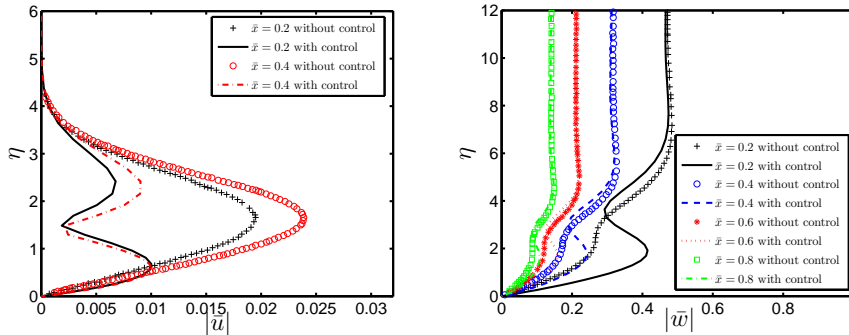 6
5
4
3
2
1
0
η
0
0.005
0.01
0.015
0.02
0.025
0.03
|ū|
x̄ = 0.2 without control
x̄ = 0.2 with control
x̄ = 0.4 without control
x̄ = 0.4 with control
12
10
8
6
4
2
0
η
0
0.2
0.4
0.6
0.8
|w̄|
x̄ = 0.2 without control
x̄ = 0.2 with control
x̄ = 0.4 without control
x̄ = 0.4 with control
x̄ = 0.6 without control
x̄ = 0.6 with control
x̄ = 0.8 without control
x̄ = 0.8 with control